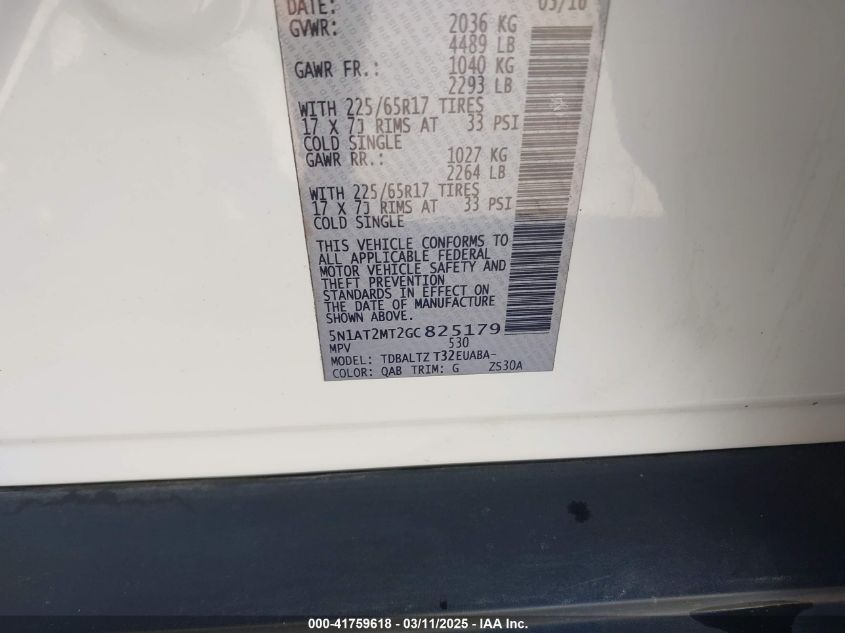 DATE: 03/16
GVWR: 2036 KG
4489 LB
GAWR FR.: 1040 KG
2293 LB
WITH 225/65R17 TIRES
17 X 7J RIMS AT 33 PSI
COLD SINGLE
GAWR RR.: 1027 KG
2264 LB
WITH 225/65R17 TIRES
17 X 7J RIMS AT 33 PSI
COLD SINGLE
THIS VEHICLE CONFORMS TO
ALL APPLICABLE FEDERAL
MOTOR VEHICLE SAFETY AND
THEFT PREVENTION
STANDARDS IN EFFECT ON
THE DATE OF MANUFACTURE
SHOWN ABOVE.
5N1AT2MT2GC825179
MPV 530
MODEL: TDBALTZ T32EUABA-
COLOR: QAB TRIM: G ZS30A
000-41759618 - 03/11/2025 - IAA Inc.